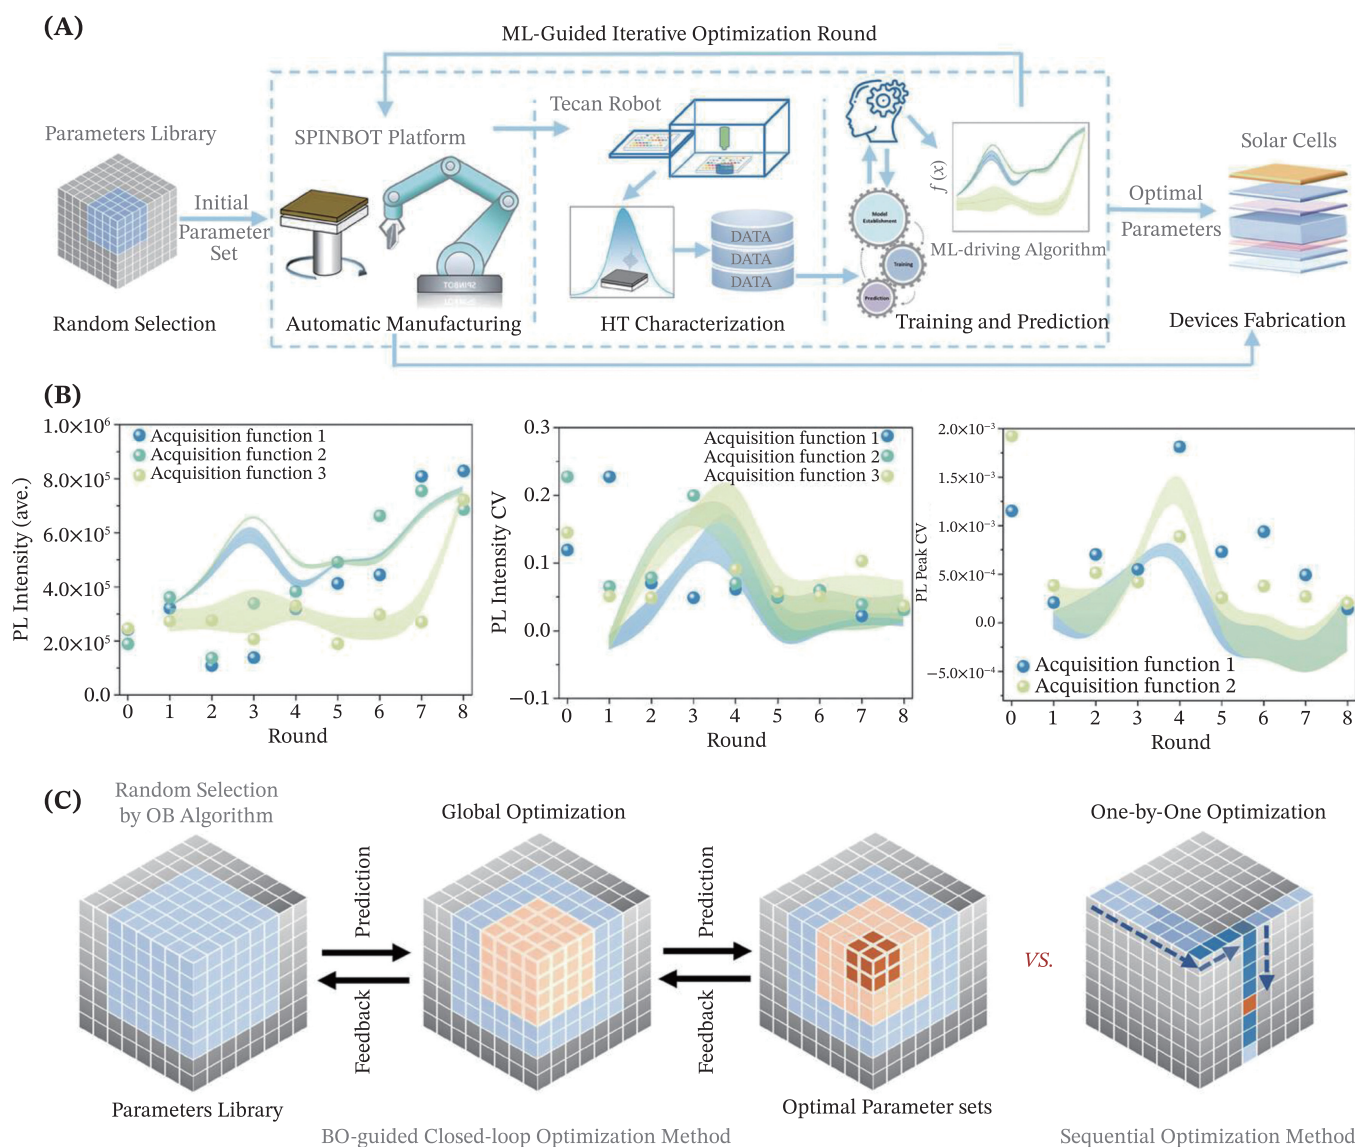 (A)
ML-Guided Iterative Optimization Round
Parameters Library
Initial
Parameter
Set
Random Selection
SPINBOT Platform
SPINBOT
Automatic Manufacturing
Tecan Robot
DATA
DATA
DATA
HT Characterization
Model
Establishment
Training
Prediction
f (x)
ML-driving Algorithm
Training and Prediction
Optimal
Parameters
Solar Cells
Devices Fabrication
(B)
PL Intensity (ave.)
1.0×10⁶
8.0×10⁵
6.0×10⁵
4.0×10⁵
2.0×10⁵
0.0
Acquisition function 1
Acquisition function 2
Acquisition function 3
0 1 2 3 4 5 6 7 8
Round
PL Intensity CV
0.3
0.2
0.1
0.0
−0.1
Acquisition function 1
Acquisition function 2
Acquisition function 3
0 1 2 3 4 5 6 7 8
Round
PL Peak CV
2.0×10⁻³
1.5×10⁻³
1.0×10⁻³
5.0×10⁻⁴
0.0
−5.0×10⁻⁴
Acquisition function 1
Acquisition function 2
0 1 2 3 4 5 6 7 8
Round
(C)
Random Selection
by OB Algorithm
Parameters Library
Prediction
Feedback
Global Optimization
Prediction
Feedback
Optimal Parameter sets
BO-guided Closed-loop Optimization Method
VS.
One-by-One Optimization
Sequential Optimization Method